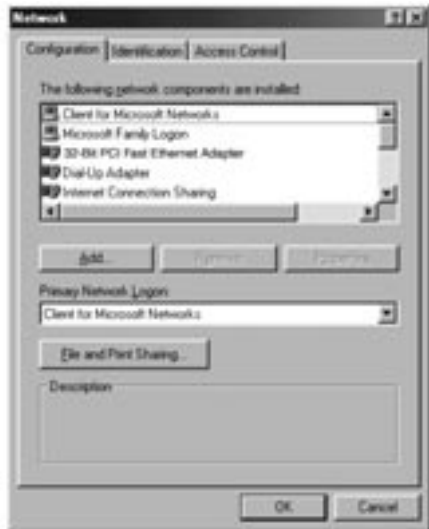 Network
Configuration Identification Access Control
The following network components are installed:
Client for Microsoft Networks
Microsoft Family Logon
32-Bit PCI Fast Ethernet Adapter
Dial-Up Adapter
Internet Connection Sharing
Add... Remove Properties
Primary Network Logon:
Client for Microsoft Networks
File and Print Sharing...
Description
OK Cancel